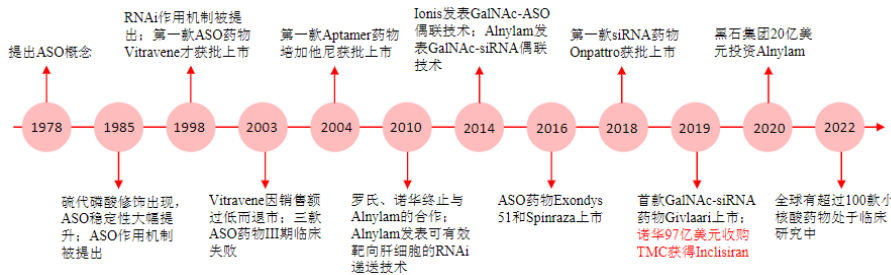 提出ASO概念
RNAi作用机制被提
出；第一款ASO药物
Vitravene才获批上市
第一款Aptamer药物
培加他尼获批上市
Ionis发表GalNAc-ASO
偶联技术；Alnylam发
表GalNAc-siRNA偶联
技术
第一款siRNA药物
Onpattro获批上市
黑石集团20亿美
元投资Alnylam
1978
1985
1998
2003
2004
2010
2014
2016
2018
2019
2020
2022
硫代磷酸修饰出现，
ASO稳定性大幅提
升；ASO作用机制
被提出
Vitravene因销售额
过低而退市；三款
ASO药物III期临床
失败
罗氏、诺华终止与
Alnylam的合作；
Alnylam发表可有效
靶向肝细胞的RNAi
递送技术
ASO药物Exondys
51和Spinraza上市
首款GalNAc-siRNA
药物Givlaari上市；
诺华97亿美元收购
TMC获得Inclisiran
全球有超过100款小
核酸药物处于临床
研究中